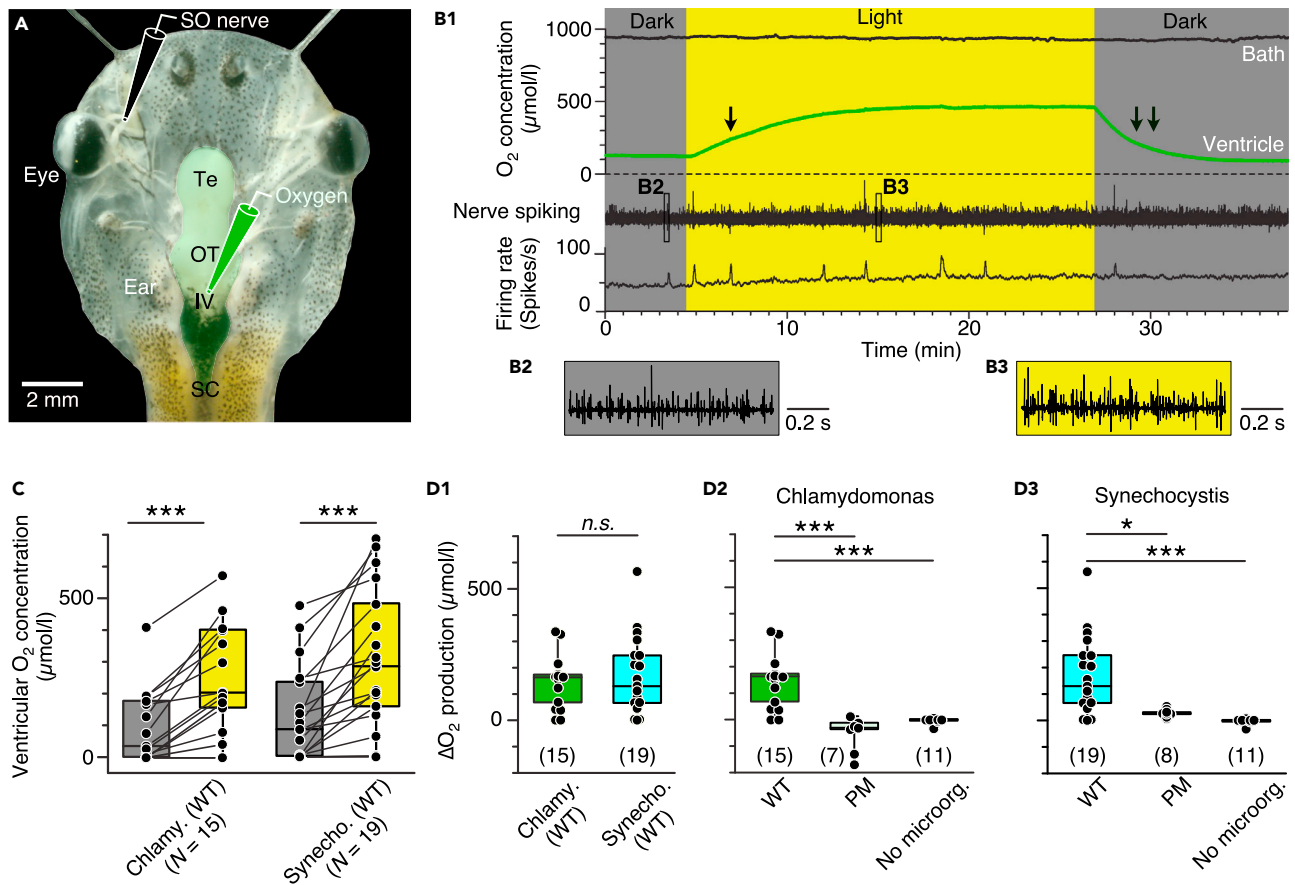 A
SO nerve
Eye
Te
Oxygen
OT
Ear
IV
SC
2 mm
B1
Dark
Light
Dark
1000
Bath
O2 concentration
(µmol/l)
500
Ventricle
0
B2
B3
Nerve spiking
100
Firing rate
(Spikes/s)
0
0
10
20
30
Time (min)
B2
0.2 s
B3
0.2 s
C
***
***
Ventricular O2 concentration
(µmol/l)
500
0
Chlamy. (WT)
(N = 15)
Synecho. (WT)
(N = 19)
D1
n.s.
ΔO2 production (µmol/l)
500
0
(15)
(19)
Chlamy.
(WT)
Synecho.
(WT)
D2
Chlamydomonas
***
***
(15)
(7)
(11)
WT
PM
No microorg.
D3
Synechocystis
*
***
(19)
(8)
(11)
WT
PM
No microorg.